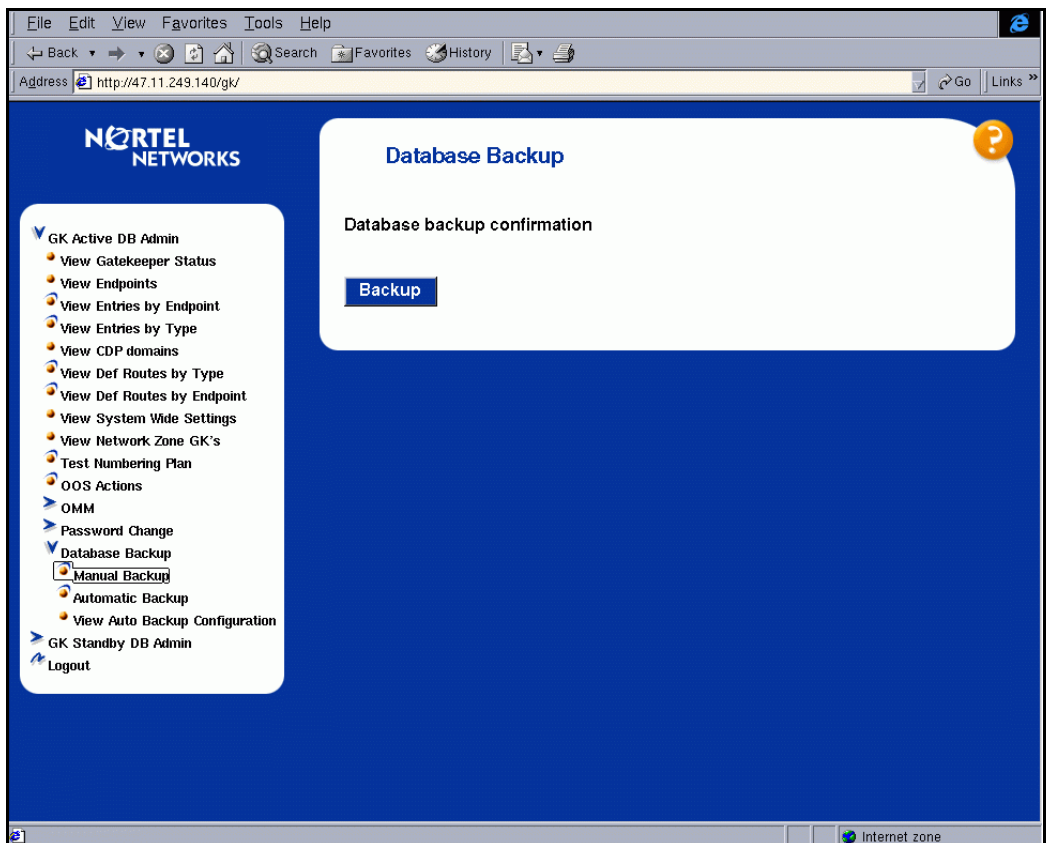 File Edit View Favorites Tools Help
Back Search Favorites History
Address http://47.11.249.140/gk/ Go Links »
NORTEL
NETWORKS
Database Backup
?
Database backup confirmation
Backup
GK Active DB Admin
View Gatekeeper Status
View Endpoints
View Entries by Endpoint
View Entries by Type
View CDP domains
View Def Routes by Type
View Def Routes by Endpoint
View System Wide Settings
View Network Zone GK's
Test Numbering Plan
OOS Actions
OMM
Password Change
Database Backup
Manual Backup
Automatic Backup
View Auto Backup Configuration
GK Standby DB Admin
Logout
Internet zone